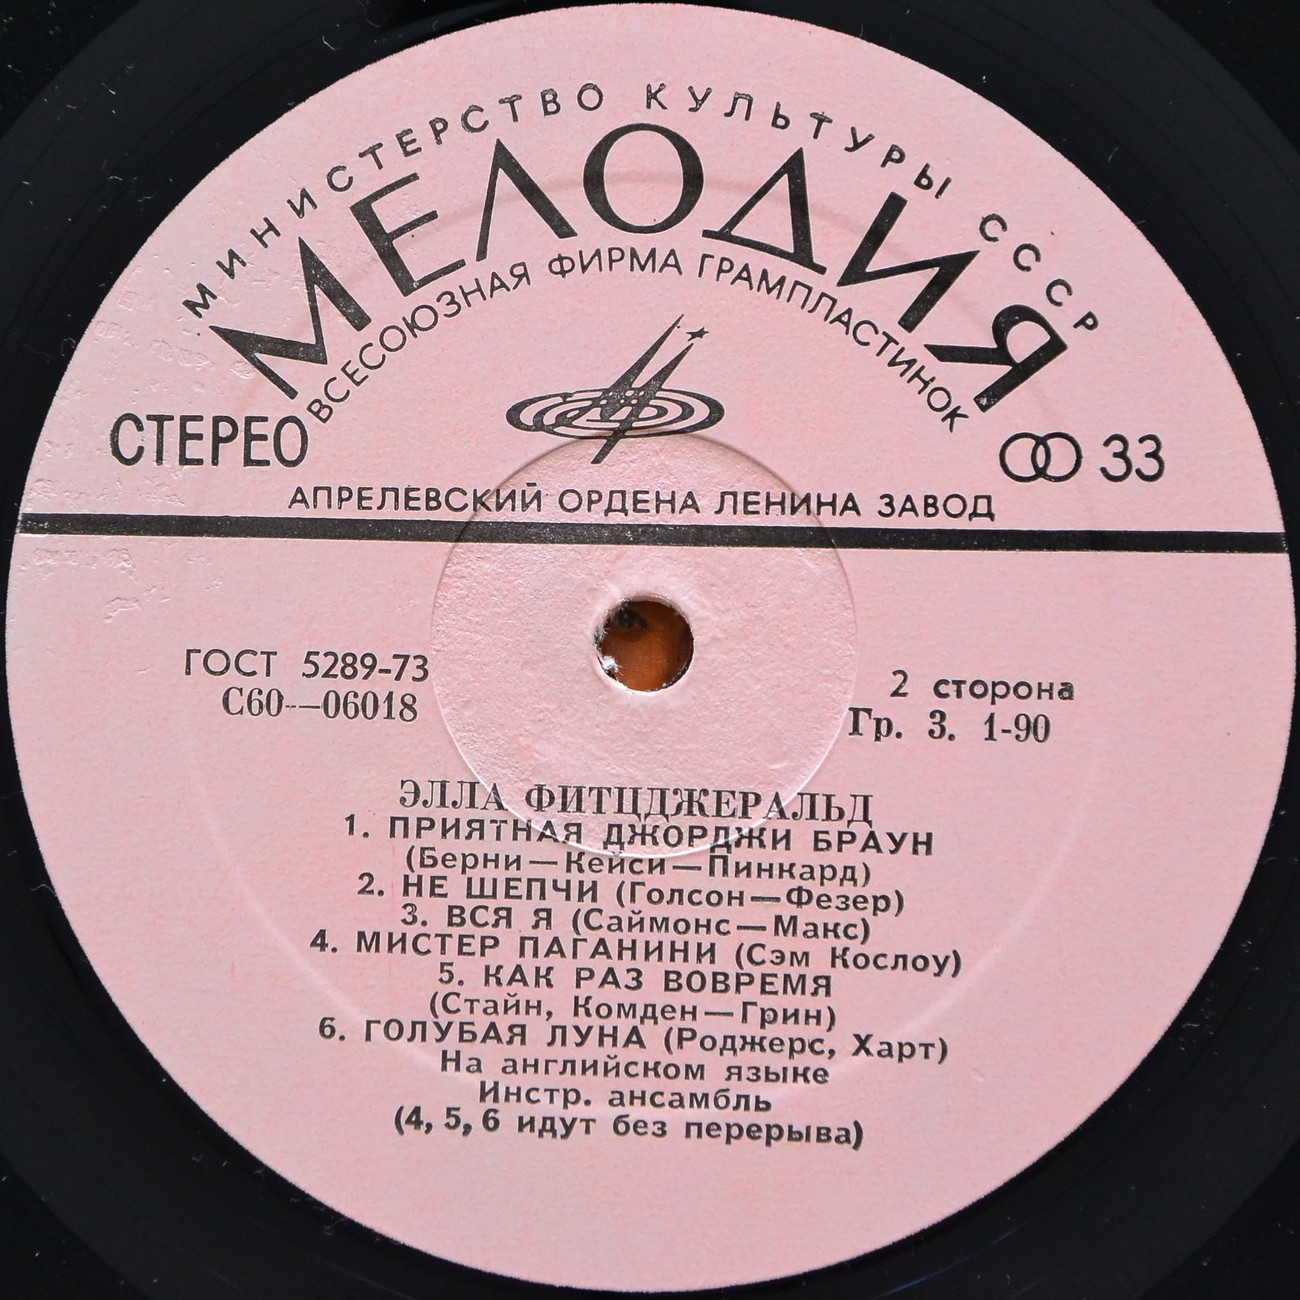 МИНИСТЕРСТВО КУЛЬТУРЫ СССР
МЕЛОДИЯ
ВСЕСОЮЗНАЯ ФИРМА ГРАМПЛАСТИНОК
СТЕРЕО
33
АПРЕЛЕВСКИЙ ОРДЕНА ЛЕНИНА ЗАВОД
ГОСТ 5289-73
С60--—06018
2 сторона
Гр. 3. 1-90
ЭЛЛА ФИТЦДЖЕРАЛЬД
1. ПРИЯТНАЯ ДЖОРДЖИ БРАУН
(Берни—Кейси—Пинкард)
2. НЕ ШЕПЧИ (Голсон—Фезер)
3. ВСЯ Я (Саймонс—Макс)
4. МИСТЕР ПАГАНИНИ (Сэм Кослоу)
5. КАК РАЗ ВОВРЕМЯ
(Стайн, Комден—Грин)
6. ГОЛУБАЯ ЛУНА (Роджерс, Харт)
На английском языке
Инстр. ансамбль
(4, 5, 6 идут без перерыва)